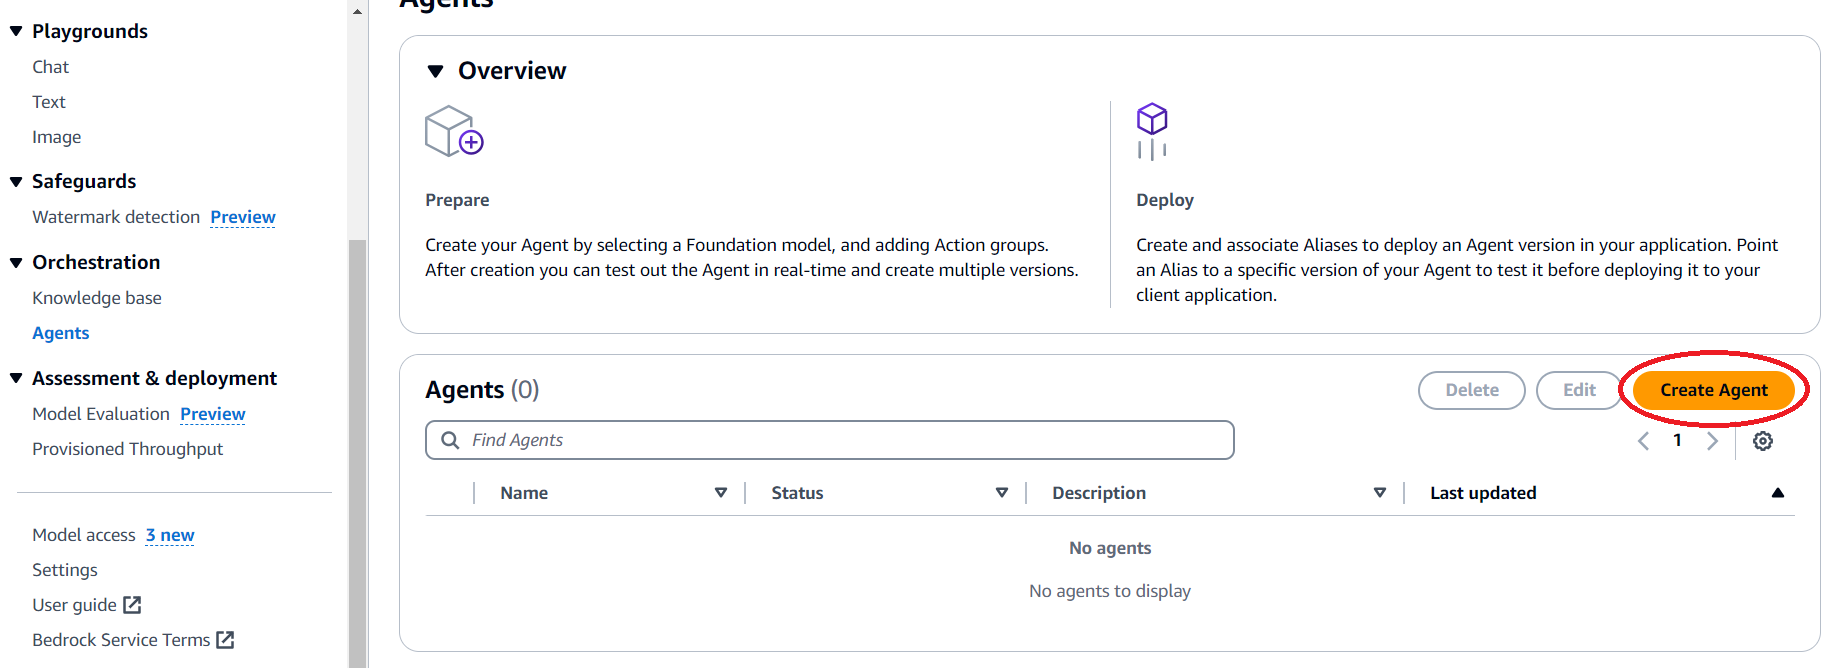 Agents
Playgrounds
Chat
Text
Image
Safeguards
Watermark detection Preview
Orchestration
Knowledge base
Agents
Assessment & deployment
Model Evaluation Preview
Provisioned Throughput
Model access 3 new
Settings
User guide
Bedrock Service Terms
Overview
Prepare
Create your Agent by selecting a Foundation model, and adding Action groups.
After creation you can test out the Agent in real-time and create multiple versions.
Deploy
Create and associate Aliases to deploy an Agent version in your application. Point
an Alias to a specific version of your Agent to test it before deploying it to your
client application.
Agents (0)
Delete Edit Create Agent
Find Agents
1
Name Status Description Last updated
No agents
No agents to display